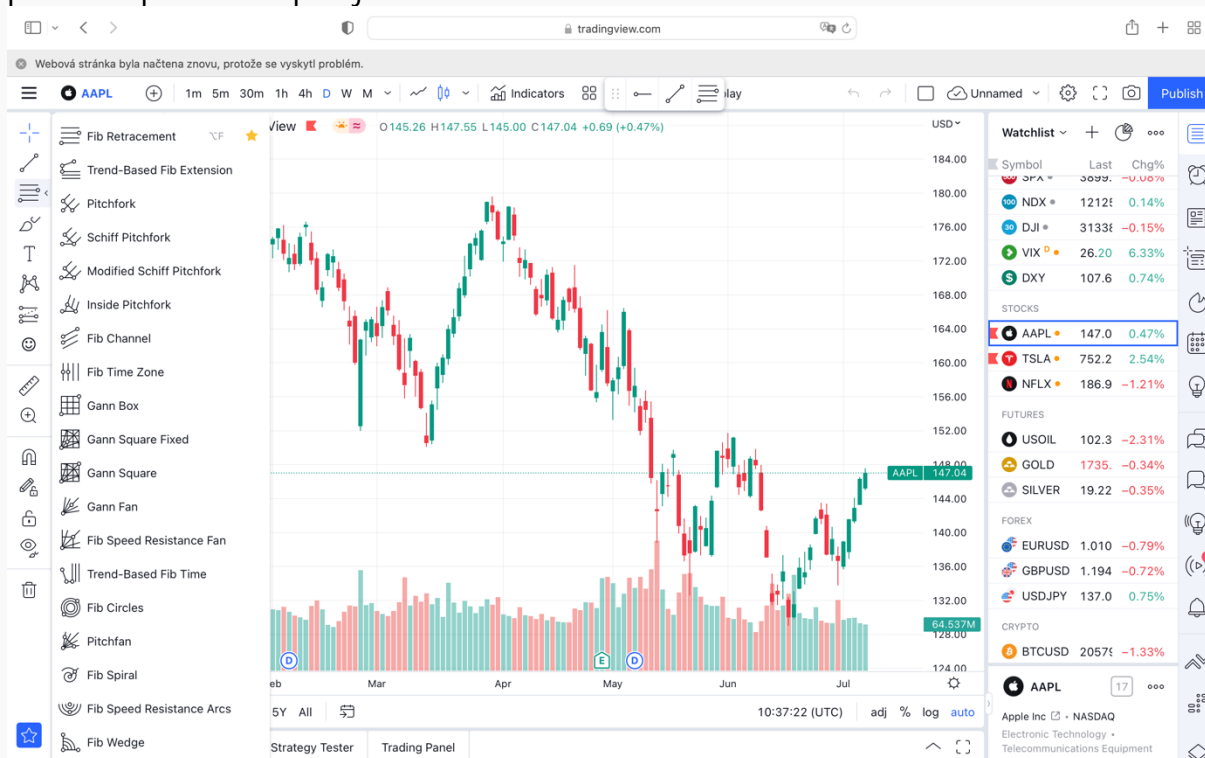 tradingview.com
Webová stránka byla načtena znovu, protože se vyskytl problém.
AAPL 1m 5m 30m 1h 4h D W M Indicators Unnamed Publish
Fib Retracement ⌥F
Trend-Based Fib Extension
Pitchfork
Schiff Pitchfork
Modified Schiff Pitchfork
Inside Pitchfork
Fib Channel
Fib Time Zone
Gann Box
Gann Square Fixed
Gann Square
Gann Fan
Fib Speed Resistance Fan
Trend-Based Fib Time
Fib Circles
Pitchfan
Fib Spiral
Fib Speed Resistance Arcs
Fib Wedge
View O145.26 H147.55 L145.00 C147.04 +0.69 (+0.47%)
USD
184.00
180.00
176.00
172.00
168.00
164.00
160.00
156.00
152.00
148.00
AAPL 147.04
144.00
140.00
136.00
132.00
64.537M
128.00
124.00
D E D
Mar Apr May Jun Jul
5Y All 10:37:22 (UTC) adj % log auto
Strategy Tester Trading Panel
Watchlist
Symbol Last Chg%
SPX 3899. −0.08%
100 NDX 1212 0.14%
30 DJI 3133 −0.15%
VIX D 26.20 6.33%
DXY 107.6 0.74%
STOCKS
AAPL 147.0 0.47%
TSLA 752.2 2.54%
NFLX 186.9 −1.21%
FUTURES
USOIL 102.3 −2.31%
GOLD 1735. −0.34%
SILVER 19.22 −0.35%
FOREX
EURUSD 1.010 −0.79%
GBPUSD 1.194 −0.72%
USDJPY 137.0 0.75%
CRYPTO
BTCUSD 2057 −1.33%
AAPL 17
Apple Inc • NASDAQ
Electronic Technology •
Telecommunications Equipment